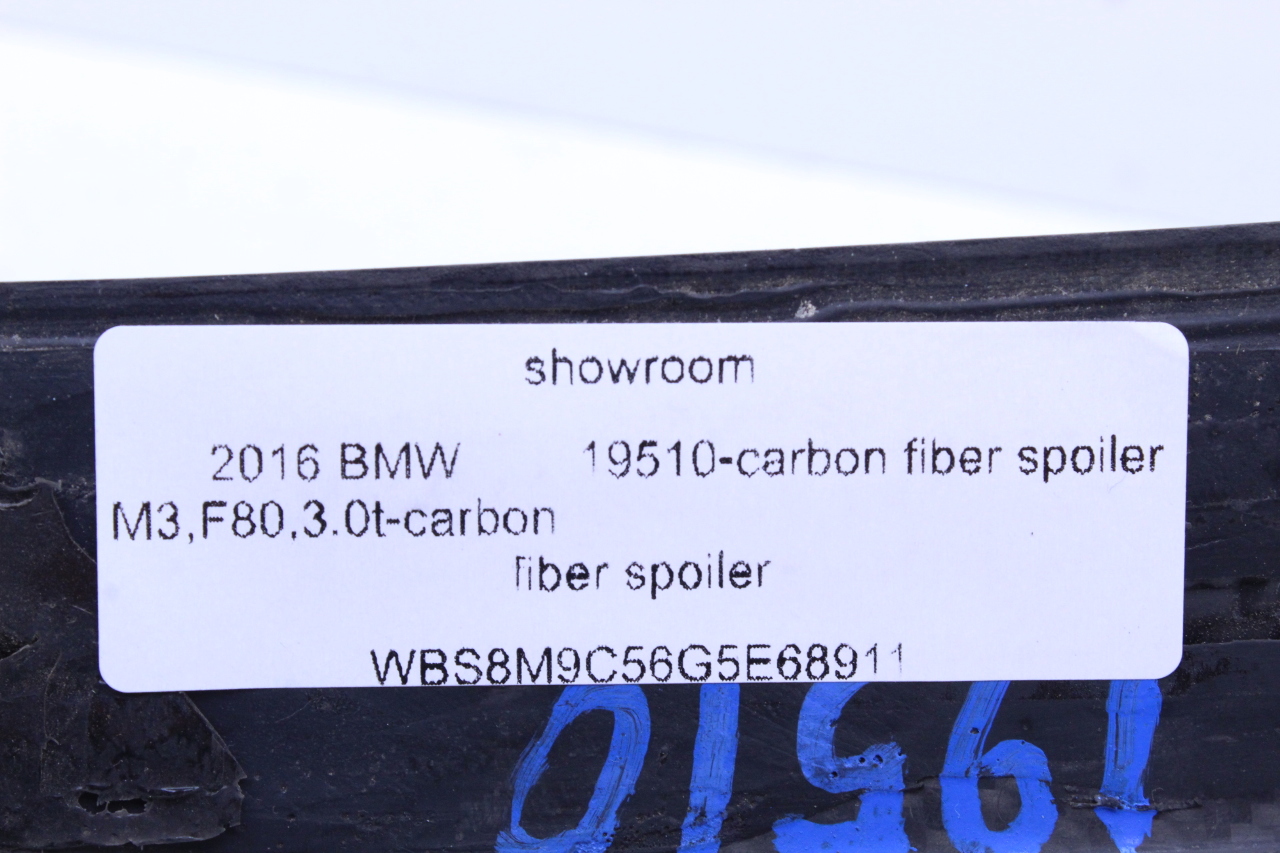 showroom
2016 BMW 19510-carbon fiber spoiler
M3,F80,3.0t-carbon
fiber spoiler
WBS8M9C56G5E68911
19510